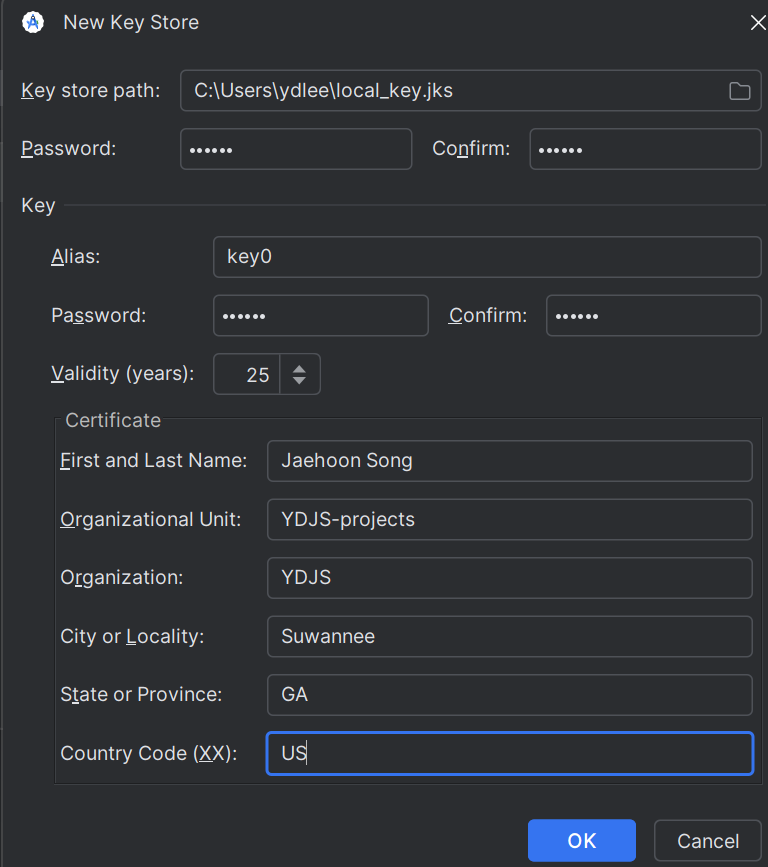 New Key Store
Key store path: C:\Users\ydlee\local_key.jks
Password: •••••• Confirm: ••••••
Key
Alias: key0
Password: •••••• Confirm: ••••••
Validity (years): 25
Certificate
First and Last Name: Jaehoon Song
Organizational Unit: YDJS-projects
Organization: YDJS
City or Locality: Suwannee
State or Province: GA
Country Code (XX): US
OK Cancel